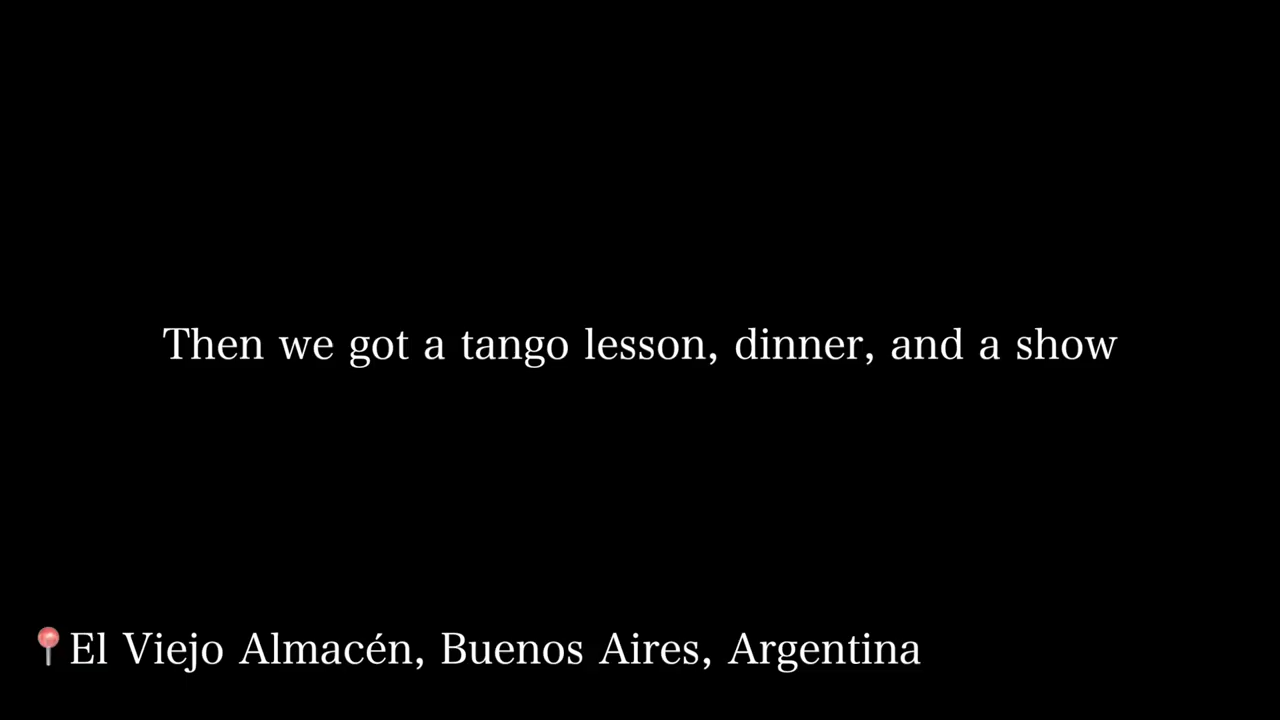 Then we got a tango lesson, dinner, and a show
📍El Viejo Almacén, Buenos Aires, Argentina